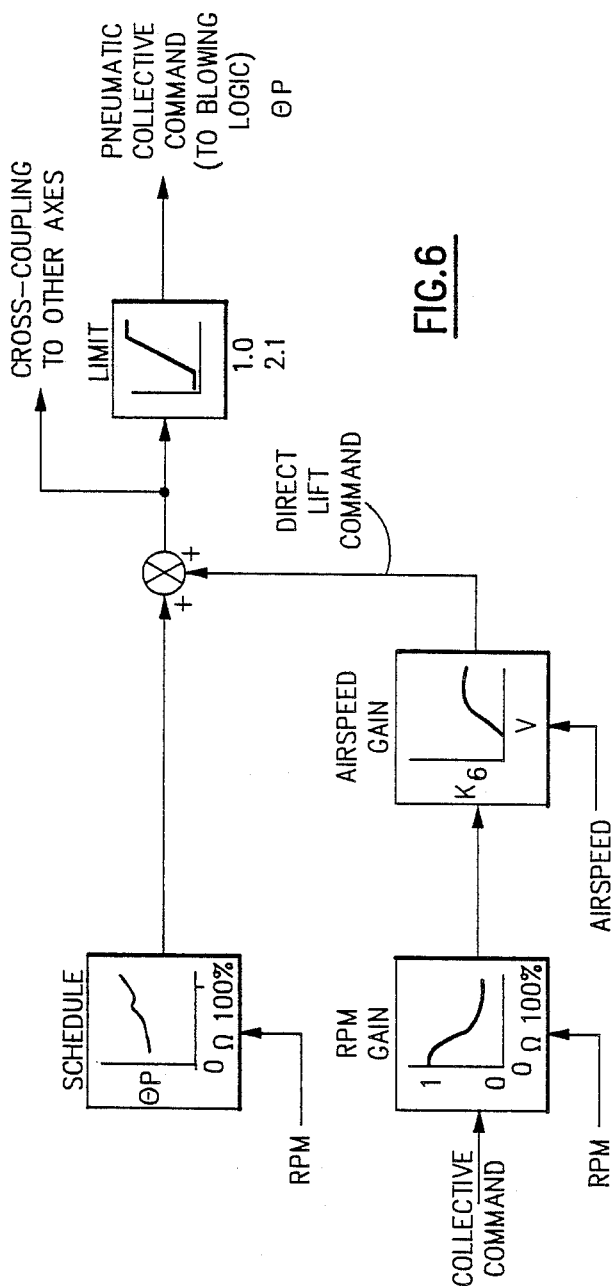 CROSS-COUPLING
TO OTHER AXES
PNEUMATIC
COLLECTIVE
COMMAND
(TO BLOWING
LOGIC)
ΘP
LIMIT
1.0
2.1
+
+
DIRECT
LIFT
COMMAND
SCHEDULE
ΘP
0 Ω 100%
RPM
COLLECTIVE
COMMAND
RPM
GAIN
1
0
0 Ω 100%
RPM
AIRSPEED
GAIN
K6
V
AIRSPEED
FIG.6